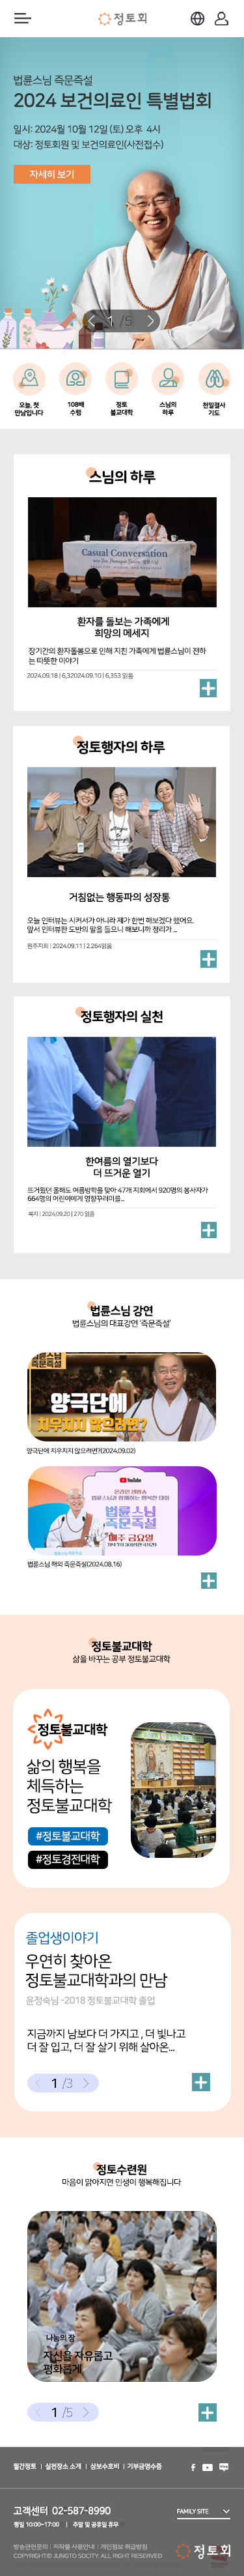 정토회
법륜스님 즉문즉설
2024 보건의료인 특별법회
일시: 2024년 10월 12일 (토) 오후 4시
대상: 정토회원 및 보건의료인(사전접수)
자세히 보기
1 /5
오늘, 첫
만남입니다
108배
수행
정토
불교대학
스님의
하루
천일결사
기도
스님의 하루
Casual Conversation
환자를 돌보는 가족에게
희망의 메세지
장기간의 환자돌봄으로 인해 지친 가족에게 법륜스님이 전하
는 따뜻한 이야기
2024.09.18 | 6,32024.09.10 | 6,353 읽음
정토행자의 하루
거침없는 행동파의 성장통
오늘 인터뷰는 시켜서가 아니라 제가 한번 해보겠다 했어요.
앞서 인터뷰한 도반의 말을 들으니 해보니까 정리가 ...
원주지회 | 2024.09.11 | 2,264읽음
정토행자의 실천
한여름의 열기보다
더 뜨거운 열기
뜨거웠던 올해도 여름방학을 맞아 47개 지회에서 920명의 봉사자가
664명의 어린이에게 영향꾸러미를...
복지 | 2024.09.20 | 270 읽음
법륜스님 강연
법륜스님의 대표강연 '즉문즉설'
법륜스님
즉문즉설
양극단에
치우치지 않으려면?
양극단에 치우치지 않으려면?(2024.09.02)
YouTube
온라인 생방송
법륜스님과 함께하는 행복한 대화
법륜스님
즉문즉설
매주 금요일
법륜스님 해외 즉문즉설(2024.08.16)
정토불교대학
삶을 바꾸는 공부 정토불교대학
정토불교대학
삶의 행복을
체득하는
정토불교대학
#정토불교대학
#정토경전대학
졸업생이야기
우연히 찾아온
정토불교대학과의 만남
윤정숙님 -2018 정토불교대학 졸업
지금까지 남보다 더 가지고 , 더 빛나고
더 잘 입고, 더 잘 살기 위해 살아온...
1 /3
정토수련원
마음이 맑아지면 인생이 행복해집니다
나눔의 장
자신을 자유롭고
평화롭게
1 /5
월간정토 | 실천장소 소개 | 성보수호비 | 기부금영수증
고객센터 02-587-8990
평일 10:00~17:00 | 주말 및 공휴일 휴무
FAMILY SITE
방송관련문의 | 저작물 사용안내 | 개인정보 취급방침
COPYRIGHT© JUNGTO SOCITY. ALL RIGHT RESERVED
정토회